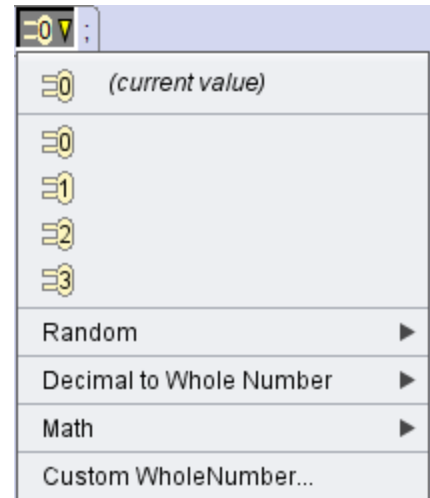 0 ;
0 (current value)
0
1
2
3
Random
Decimal to Whole Number
Math
Custom WholeNumber...